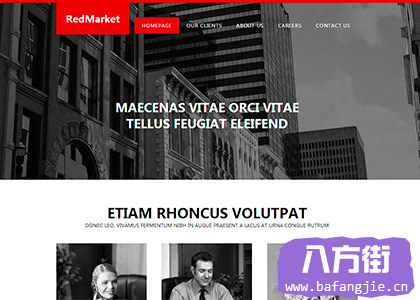 RedMarket
HOMEPAGE OUR CLIENTS ABOUT US CAREERS CONTACT US
MAECENAS VITAE ORCI VITAE
TELLUS FEUGIAT ELEIFEND
ETIAM RHONCUS VOLUTPAT
DONEC LEO, VIVAMUS FERMENTUM NIBH IN AUGUE PRAESENT A LACUS AT URNA CONGUE RUTRUM
八方街
www.bafangjie.cn